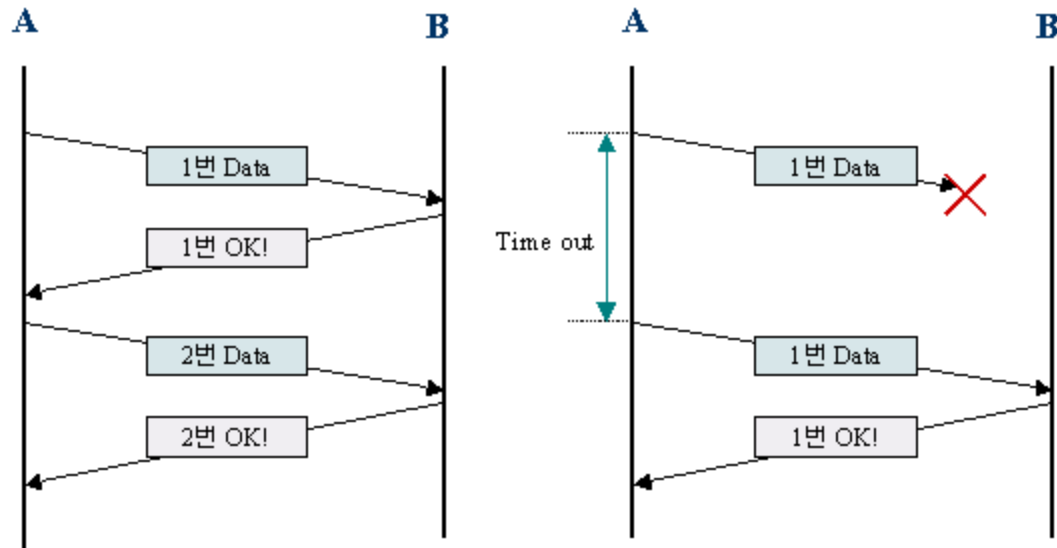 A
B
1번 Data
1번 OK!
2번 Data
2번 OK!
A
B
1번 Data
Time out
1번 Data
1번 OK!